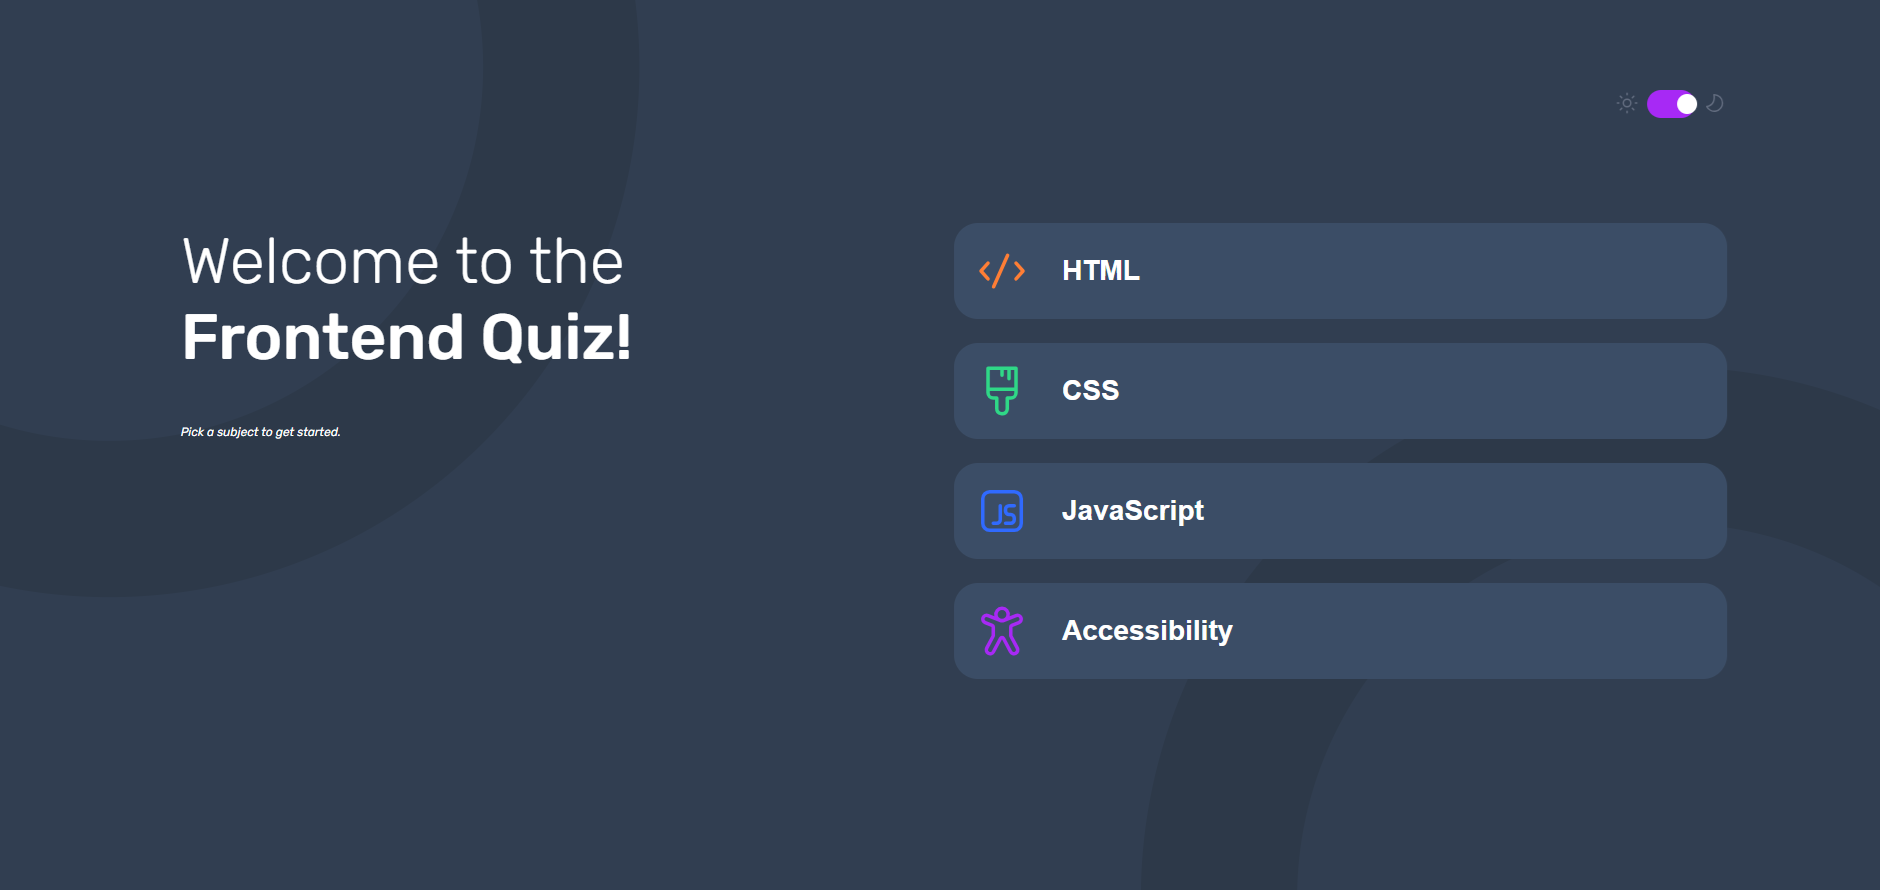 Welcome to the
Frontend Quiz!
Pick a subject to get started.
HTML
CSS
JS
JavaScript
Accessibility